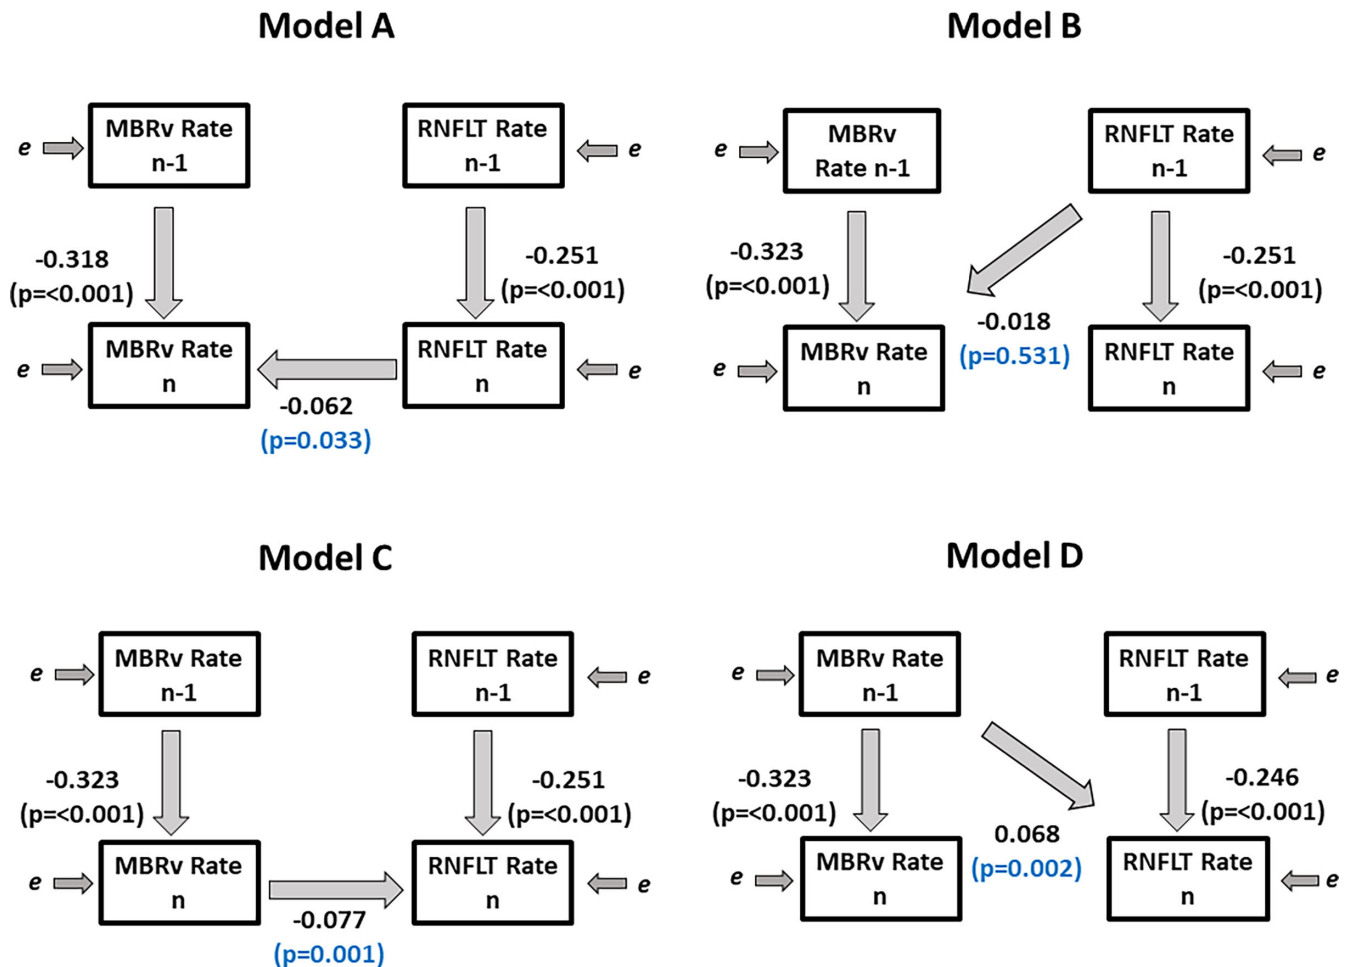 Model A
e
MBRv Rate
n-1
RNFLT Rate
n-1
e
-0.318
(p=<0.001)
-0.251
(p=<0.001)
e
MBRv Rate
n
RNFLT Rate
n
e
-0.062
(p=0.033)
Model B
e
MBRv
Rate n-1
RNFLT Rate
n-1
e
-0.323
(p=<0.001)
-0.018
(p=0.531)
-0.251
(p=<0.001)
e
MBRv Rate
n
RNFLT Rate
n
e
Model C
e
MBRv Rate
n-1
RNFLT Rate
n-1
e
-0.323
(p=<0.001)
-0.251
(p=<0.001)
e
MBRv Rate
n
RNFLT Rate
n
e
-0.077
(p=0.001)
Model D
e
MBRv Rate
n-1
RNFLT Rate
n-1
e
-0.323
(p=<0.001)
0.068
(p=0.002)
-0.246
(p=<0.001)
e
MBRv Rate
n
RNFLT Rate
n
e